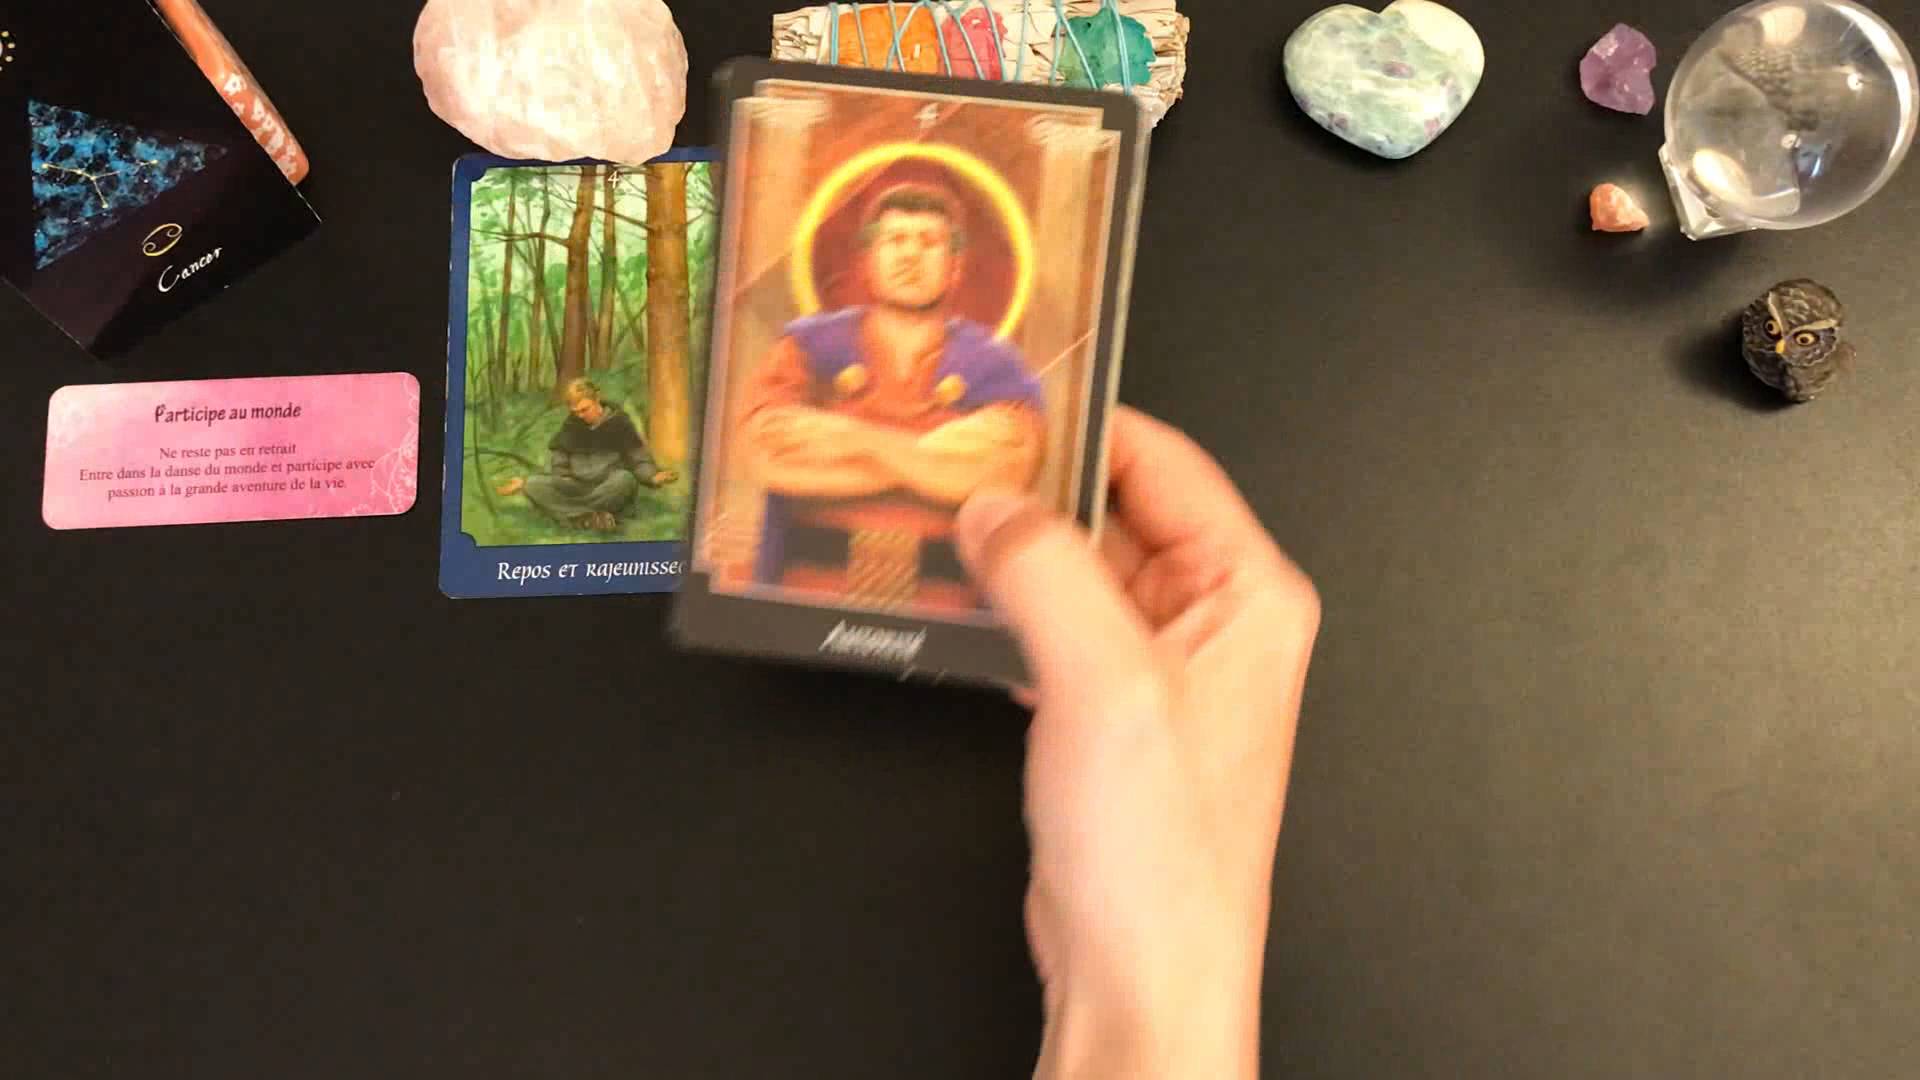 Cancer
4
4
Participe au monde
Ne reste pas en retrait
Entre dans la danse du monde et participe avec
passion à la grande aventure de la vie.
Repos et rajeunisse